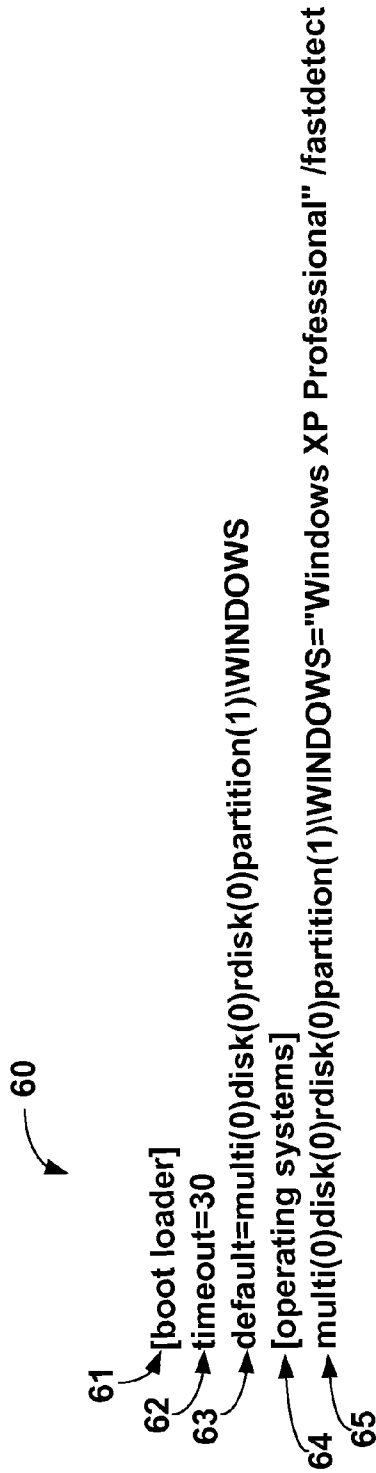 60
61 [boot loader]
62 timeout=30
63 default=multi(0)disk(0)rdisk(0)partition(1)\WINDOWS
64 [operating systems]
65 multi(0)disk(0)rdisk(0)partition(1)\WINDOWS="Windows XP Professional" /fastdetect